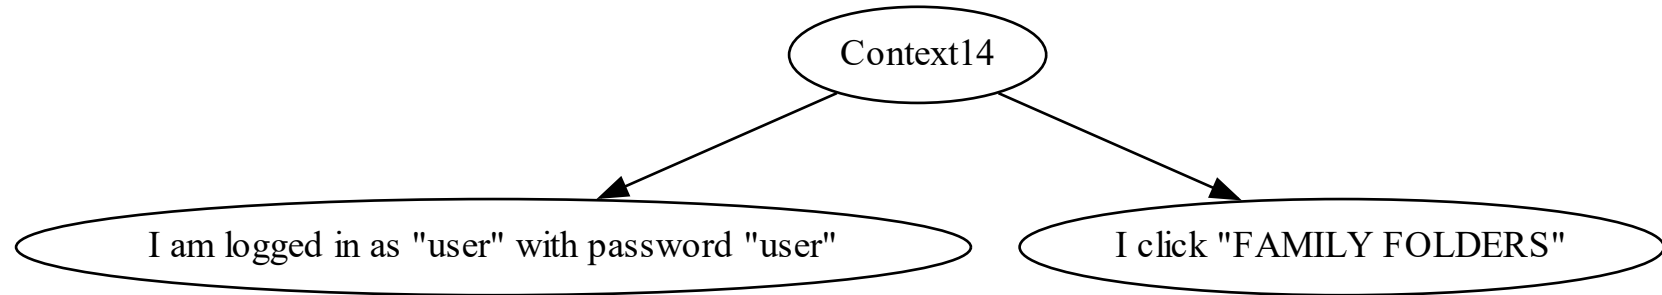 Context14
I am logged in as "user" with password "user"
I click "FAMILY FOLDERS"